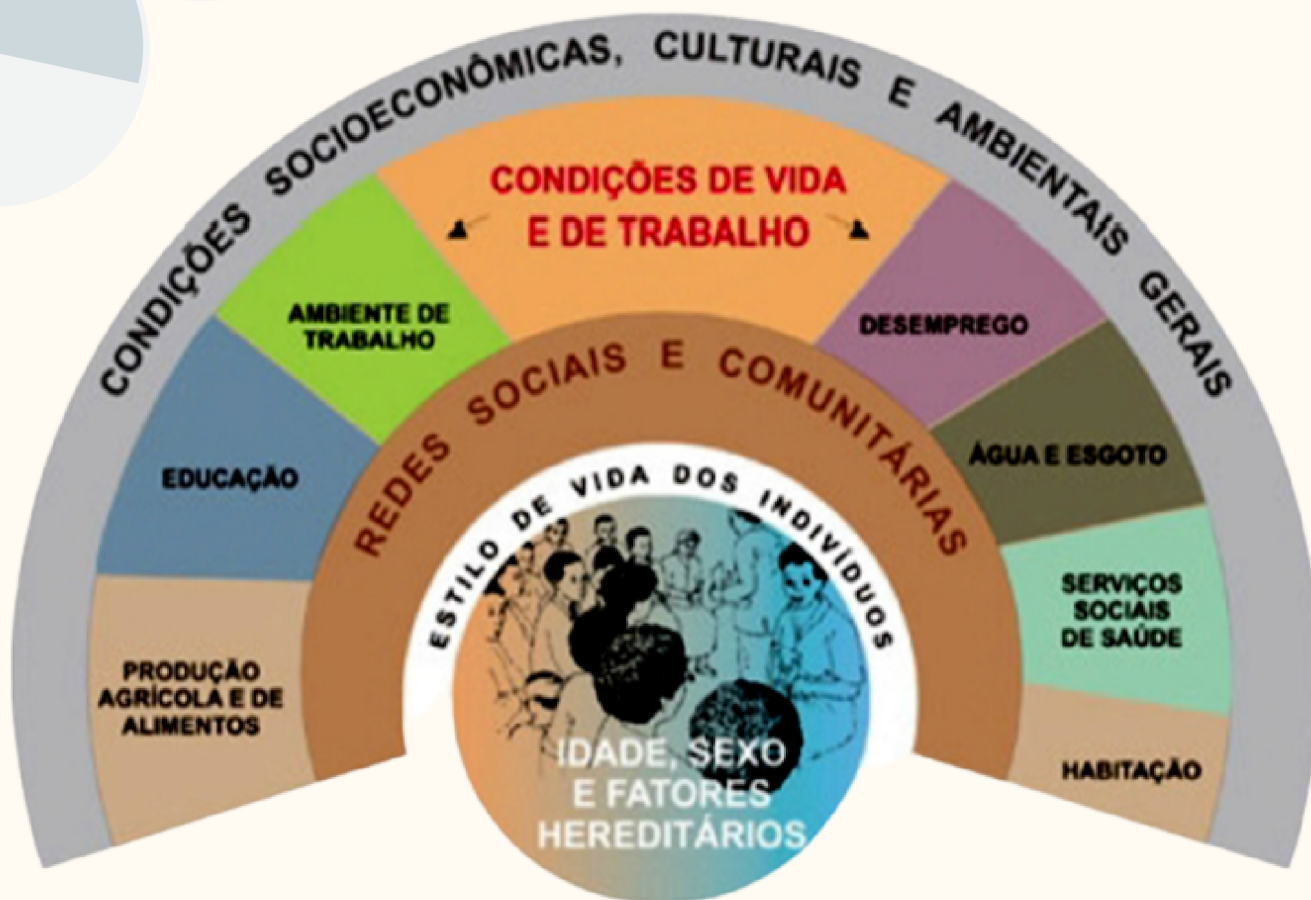 CONDIÇÕES SOCIOECONÔMICAS, CULTURAIS E AMBIENTAIS GERAIS
CONDIÇÕES DE VIDA
E DE TRABALHO
AMBIENTE DE
TRABALHO
DESEMPREGO
EDUCAÇÃO
ÁGUA E ESGOTO
PRODUÇÃO
AGRÍCOLA E DE
ALIMENTOS
SERVIÇOS
SOCIAIS
DE SAÚDE
HABITAÇÃO
REDES SOCIAIS E COMUNITÁRIAS
ESTILO DE VIDA DOS INDIVÍDUOS
IDADE, SEXO
E FATORES
HEREDITÁRIOS